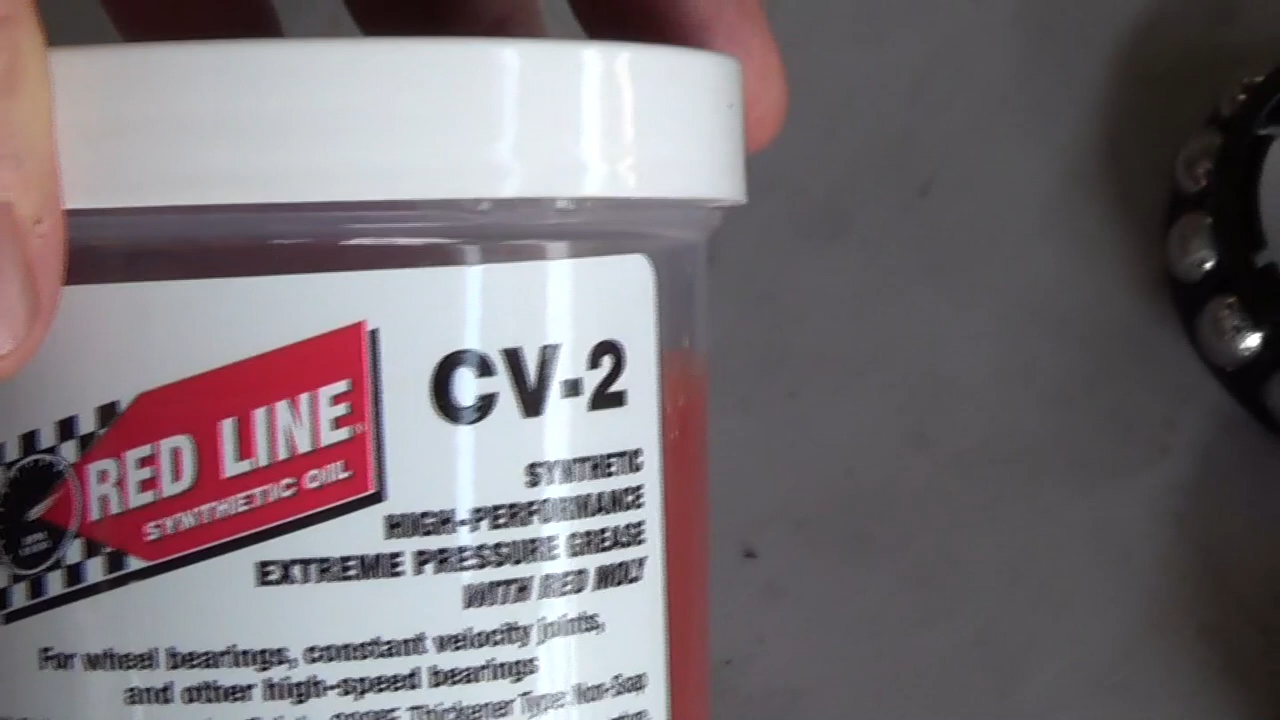 CV-2
RED LINE
SYNTHETIC OIL
SYNTHETIC
HIGH-PERFORMANCE
EXTREME PRESSURE GREASE
WITH RED MOLY
For wheel bearings, constant velocity joints,
and other high-speed bearings
Thickener Type: Non-Soap